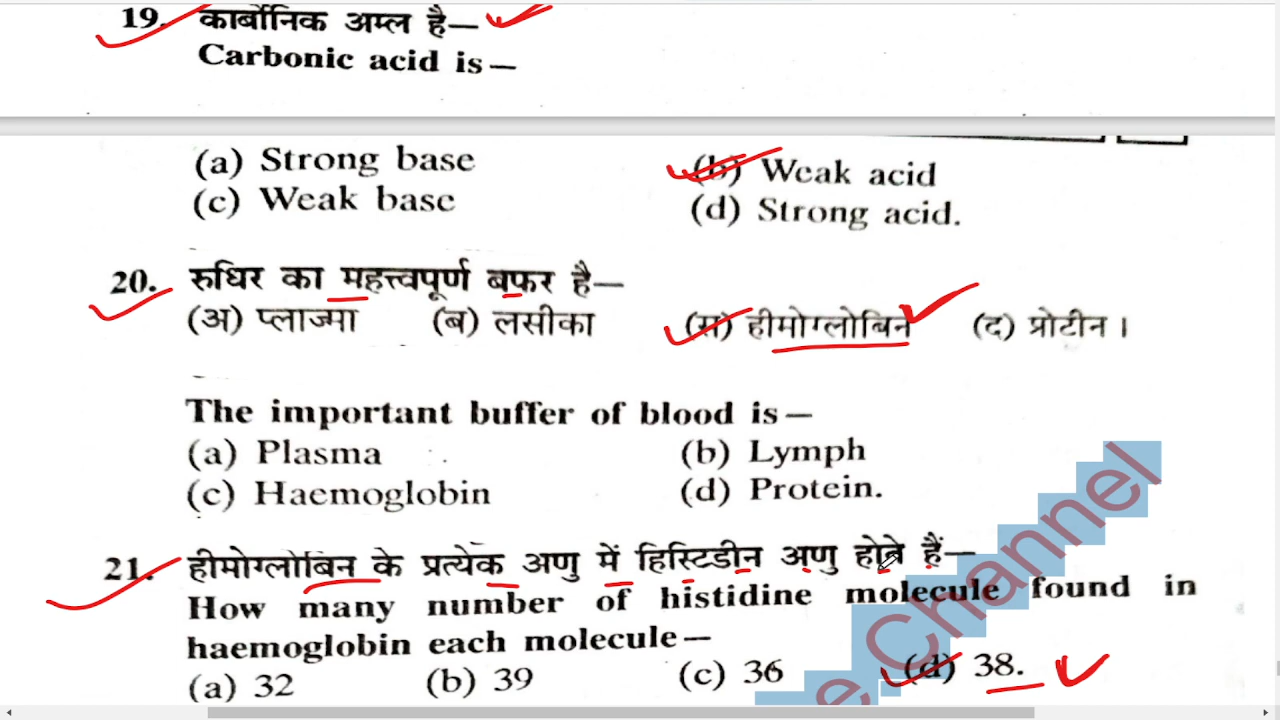 19. कार्बोनिक अम्ल है—
Carbonic acid is—
(a) Strong base (b) Weak acid
(c) Weak base (d) Strong acid.
20. रुधिर का महत्त्वपूर्ण बफर है—
(अ) प्लाज्मा (ब) लसीका (स) हीमोग्लोबिन (द) प्रोटीन ।
The important buffer of blood is—
(a) Plasma (b) Lymph
(c) Haemoglobin (d) Protein.
21. हीमोग्लोबिन के प्रत्येक अणु में हिस्टिडीन अणु होते हैं—
How many number of histidine molecule found in
haemoglobin each molecule—
(a) 32 (b) 39 (c) 36 (d) 38.
e Channel